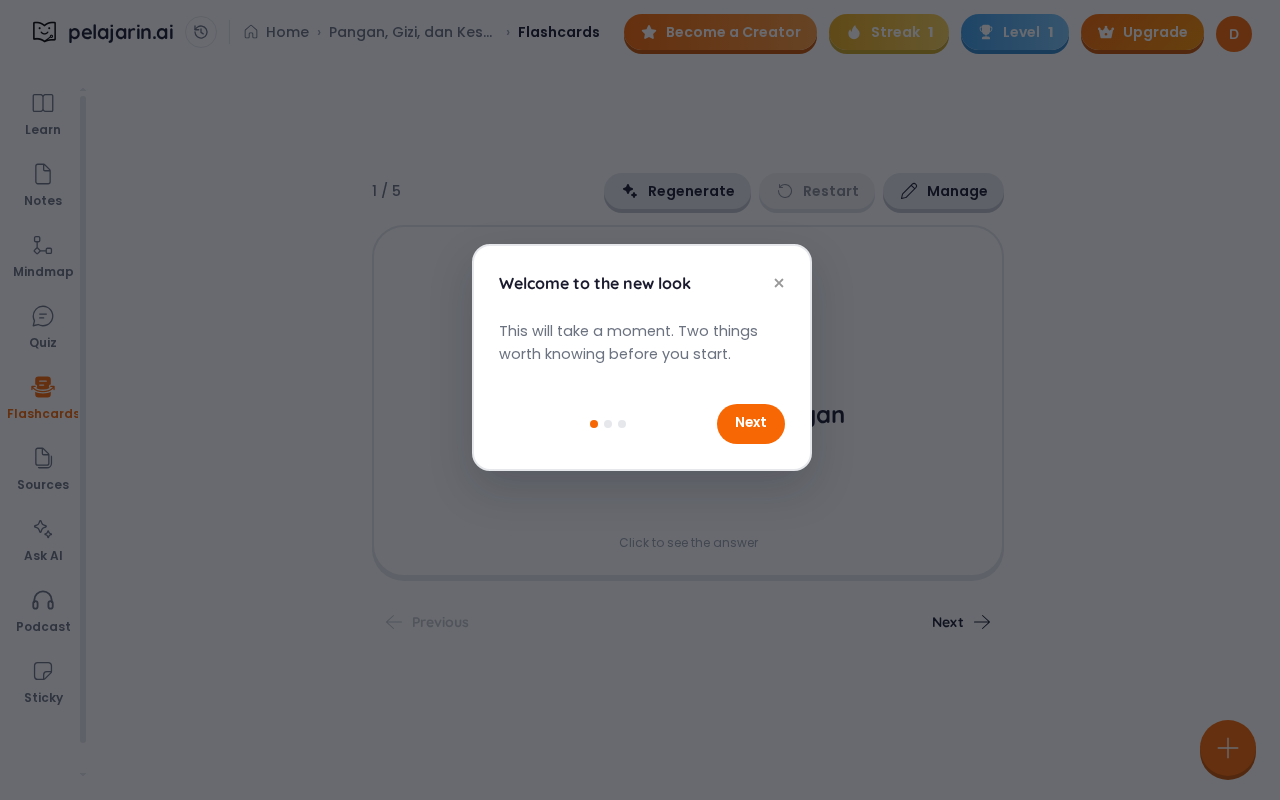 pelajarin.ai
Home › Pangan, Gizi, dan Kes... › Flashcards
Become a Creator
Streak 1
Level 1
Upgrade
D
Learn
Notes
Mindmap
Quiz
Flashcards
Sources
Ask AI
Podcast
Sticky
1 / 5
Regenerate
Restart
Manage
Welcome to the new look
×
This will take a moment. Two things
worth knowing before you start.
Next
Click to see the answer
Previous
Next